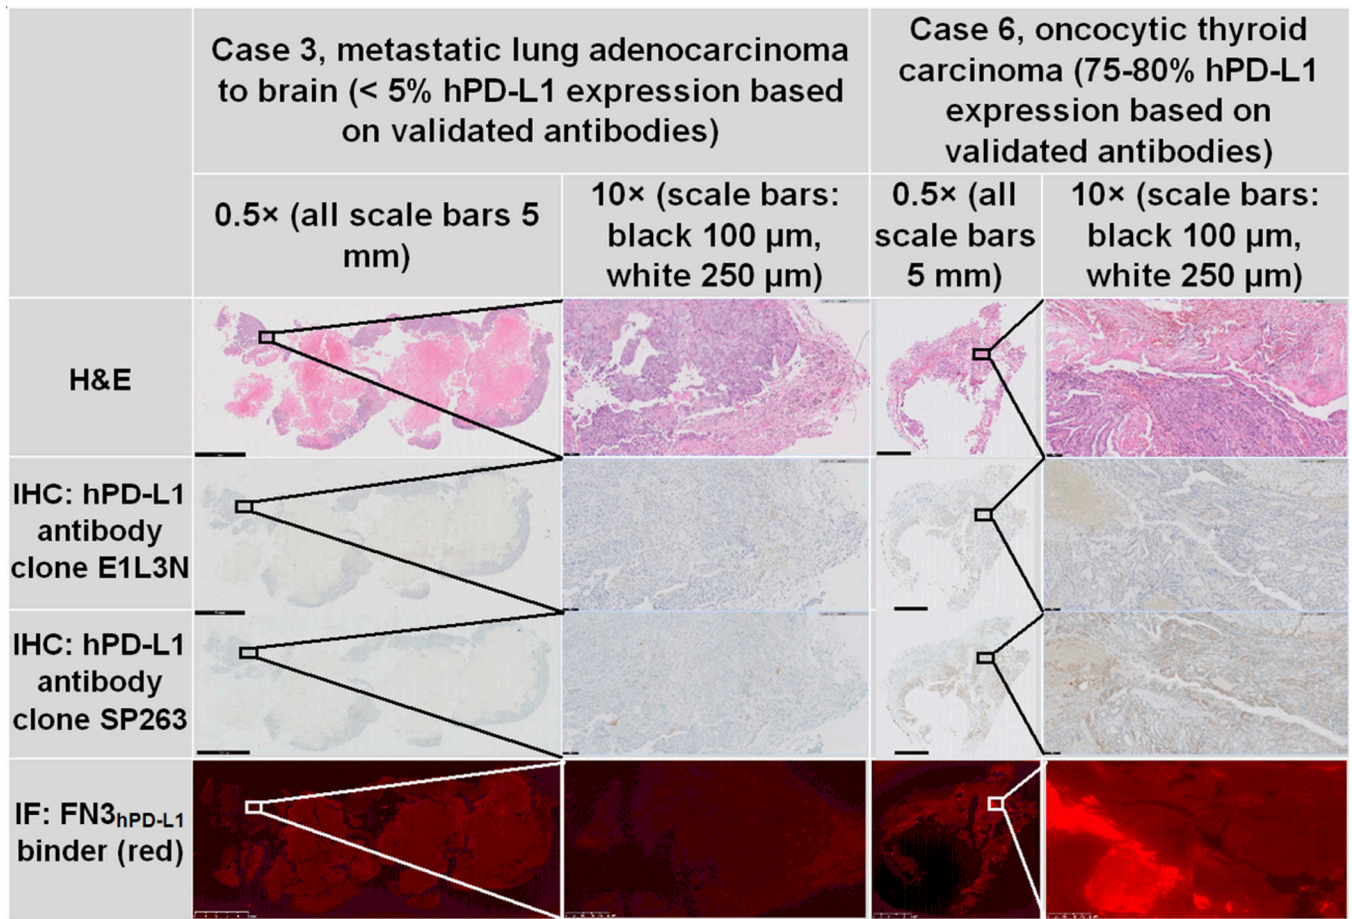 Case 3, metastatic lung adenocarcinoma
to brain (< 5% hPD-L1 expression based
on validated antibodies)
Case 6, oncocytic thyroid
carcinoma (75-80% hPD-L1
expression based on
validated antibodies)
0.5× (all scale bars 5
mm)
10× (scale bars:
black 100 µm,
white 250 µm)
0.5× (all
scale bars
5 mm)
10× (scale bars:
black 100 µm,
white 250 µm)
H&E
IHC: hPD-L1
antibody
clone E1L3N
IHC: hPD-L1
antibody
clone SP263
IF: FN3hPD-L1
binder (red)